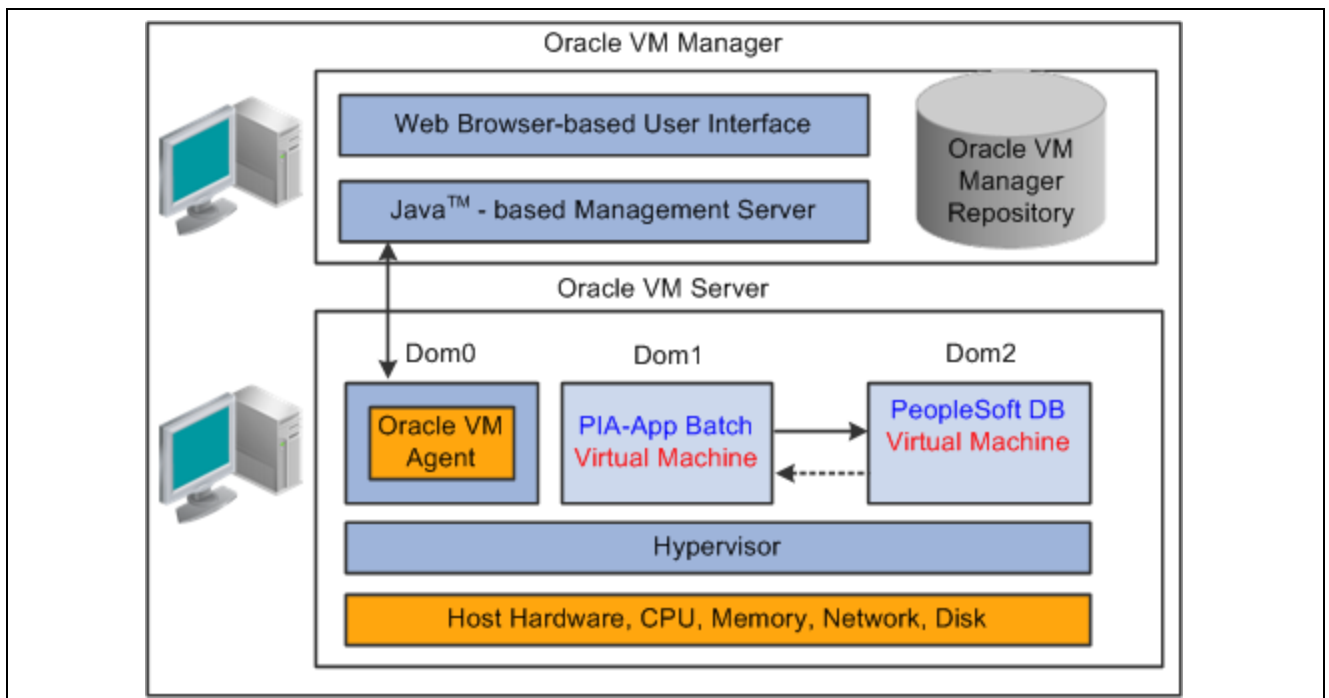 Oracle VM Manager
Web Browser-based User Interface
Java™ - based Management Server
Oracle VM
Manager
Repository
Oracle VM Server
Dom0
Dom1
Dom2
Oracle VM
Agent
PIA-App Batch
Virtual Machine
PeopleSoft DB
Virtual Machine
Hypervisor
Host Hardware, CPU, Memory, Network, Disk